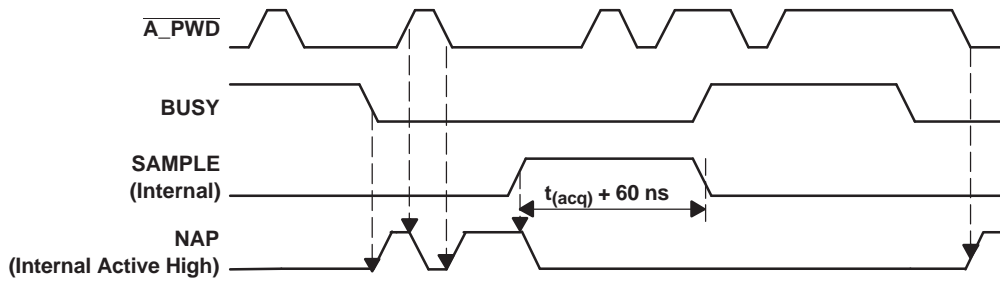 A_PWD
BUSY
SAMPLE
(Internal)
t(acq) + 60 ns
NAP
(Internal Active High)